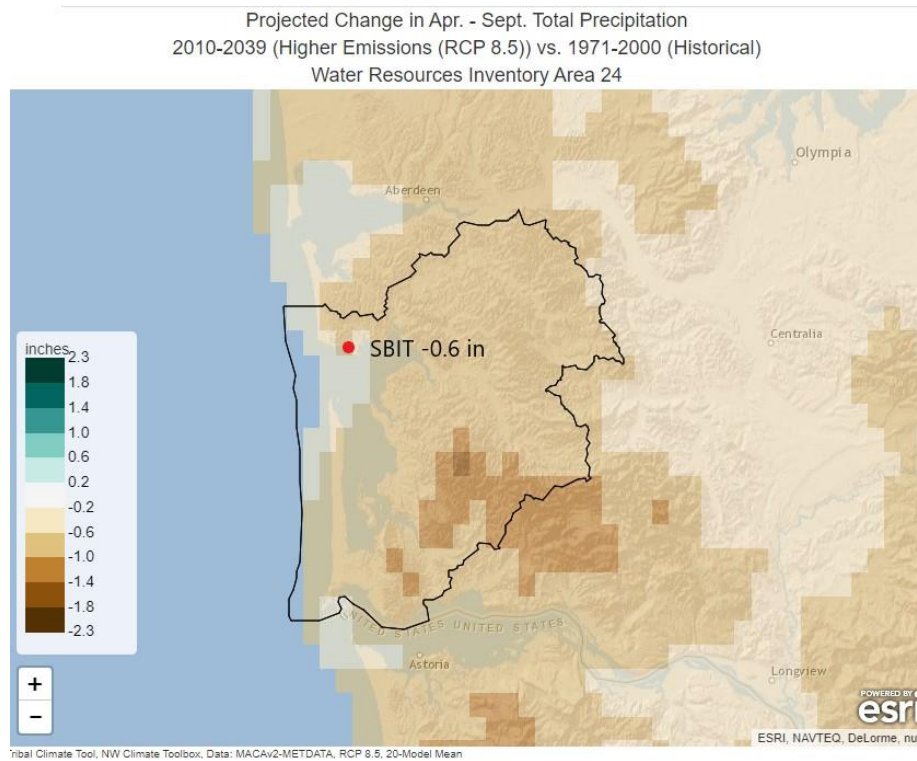 Projected Change in Apr. - Sept. Total Precipitation
2010-2039 (Higher Emissions (RCP 8.5)) vs. 1971-2000 (Historical)
Water Resources Inventory Area 24
Olympia
Aberdeen
Centralia
SBIT -0.6 in
inches
2.3
1.8
1.4
1.0
0.6
0.2
-0.2
-0.6
-1.0
-1.4
-1.8
-2.3
UNITED STATES UNITED STATES
Astoria
Longview
+
−
POWERED BY
esri
ESRI, NAVTEQ, DeLorme,
Tribal Climate Tool, NW Climate Toolbox, Data: MACAv2-METDATA, RCP 8.5, 20-Model Mean